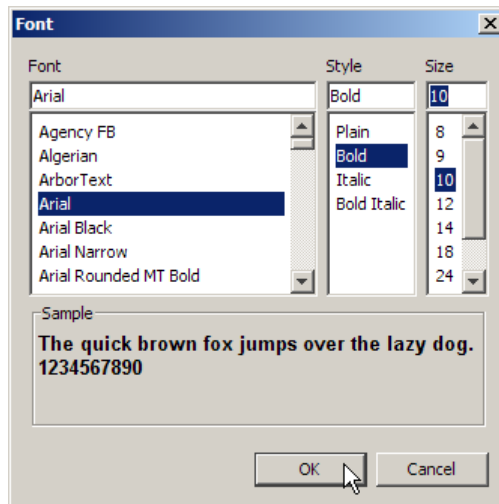 Font
Font Style Size
Arial Bold 10
Agency FB
Algerian
ArborText
Arial
Arial Black
Arial Narrow
Arial Rounded MT Bold
Plain
Bold
Italic
Bold Italic
8
9
10
12
14
18
24
Sample
The quick brown fox jumps over the lazy dog.
1234567890
OK Cancel